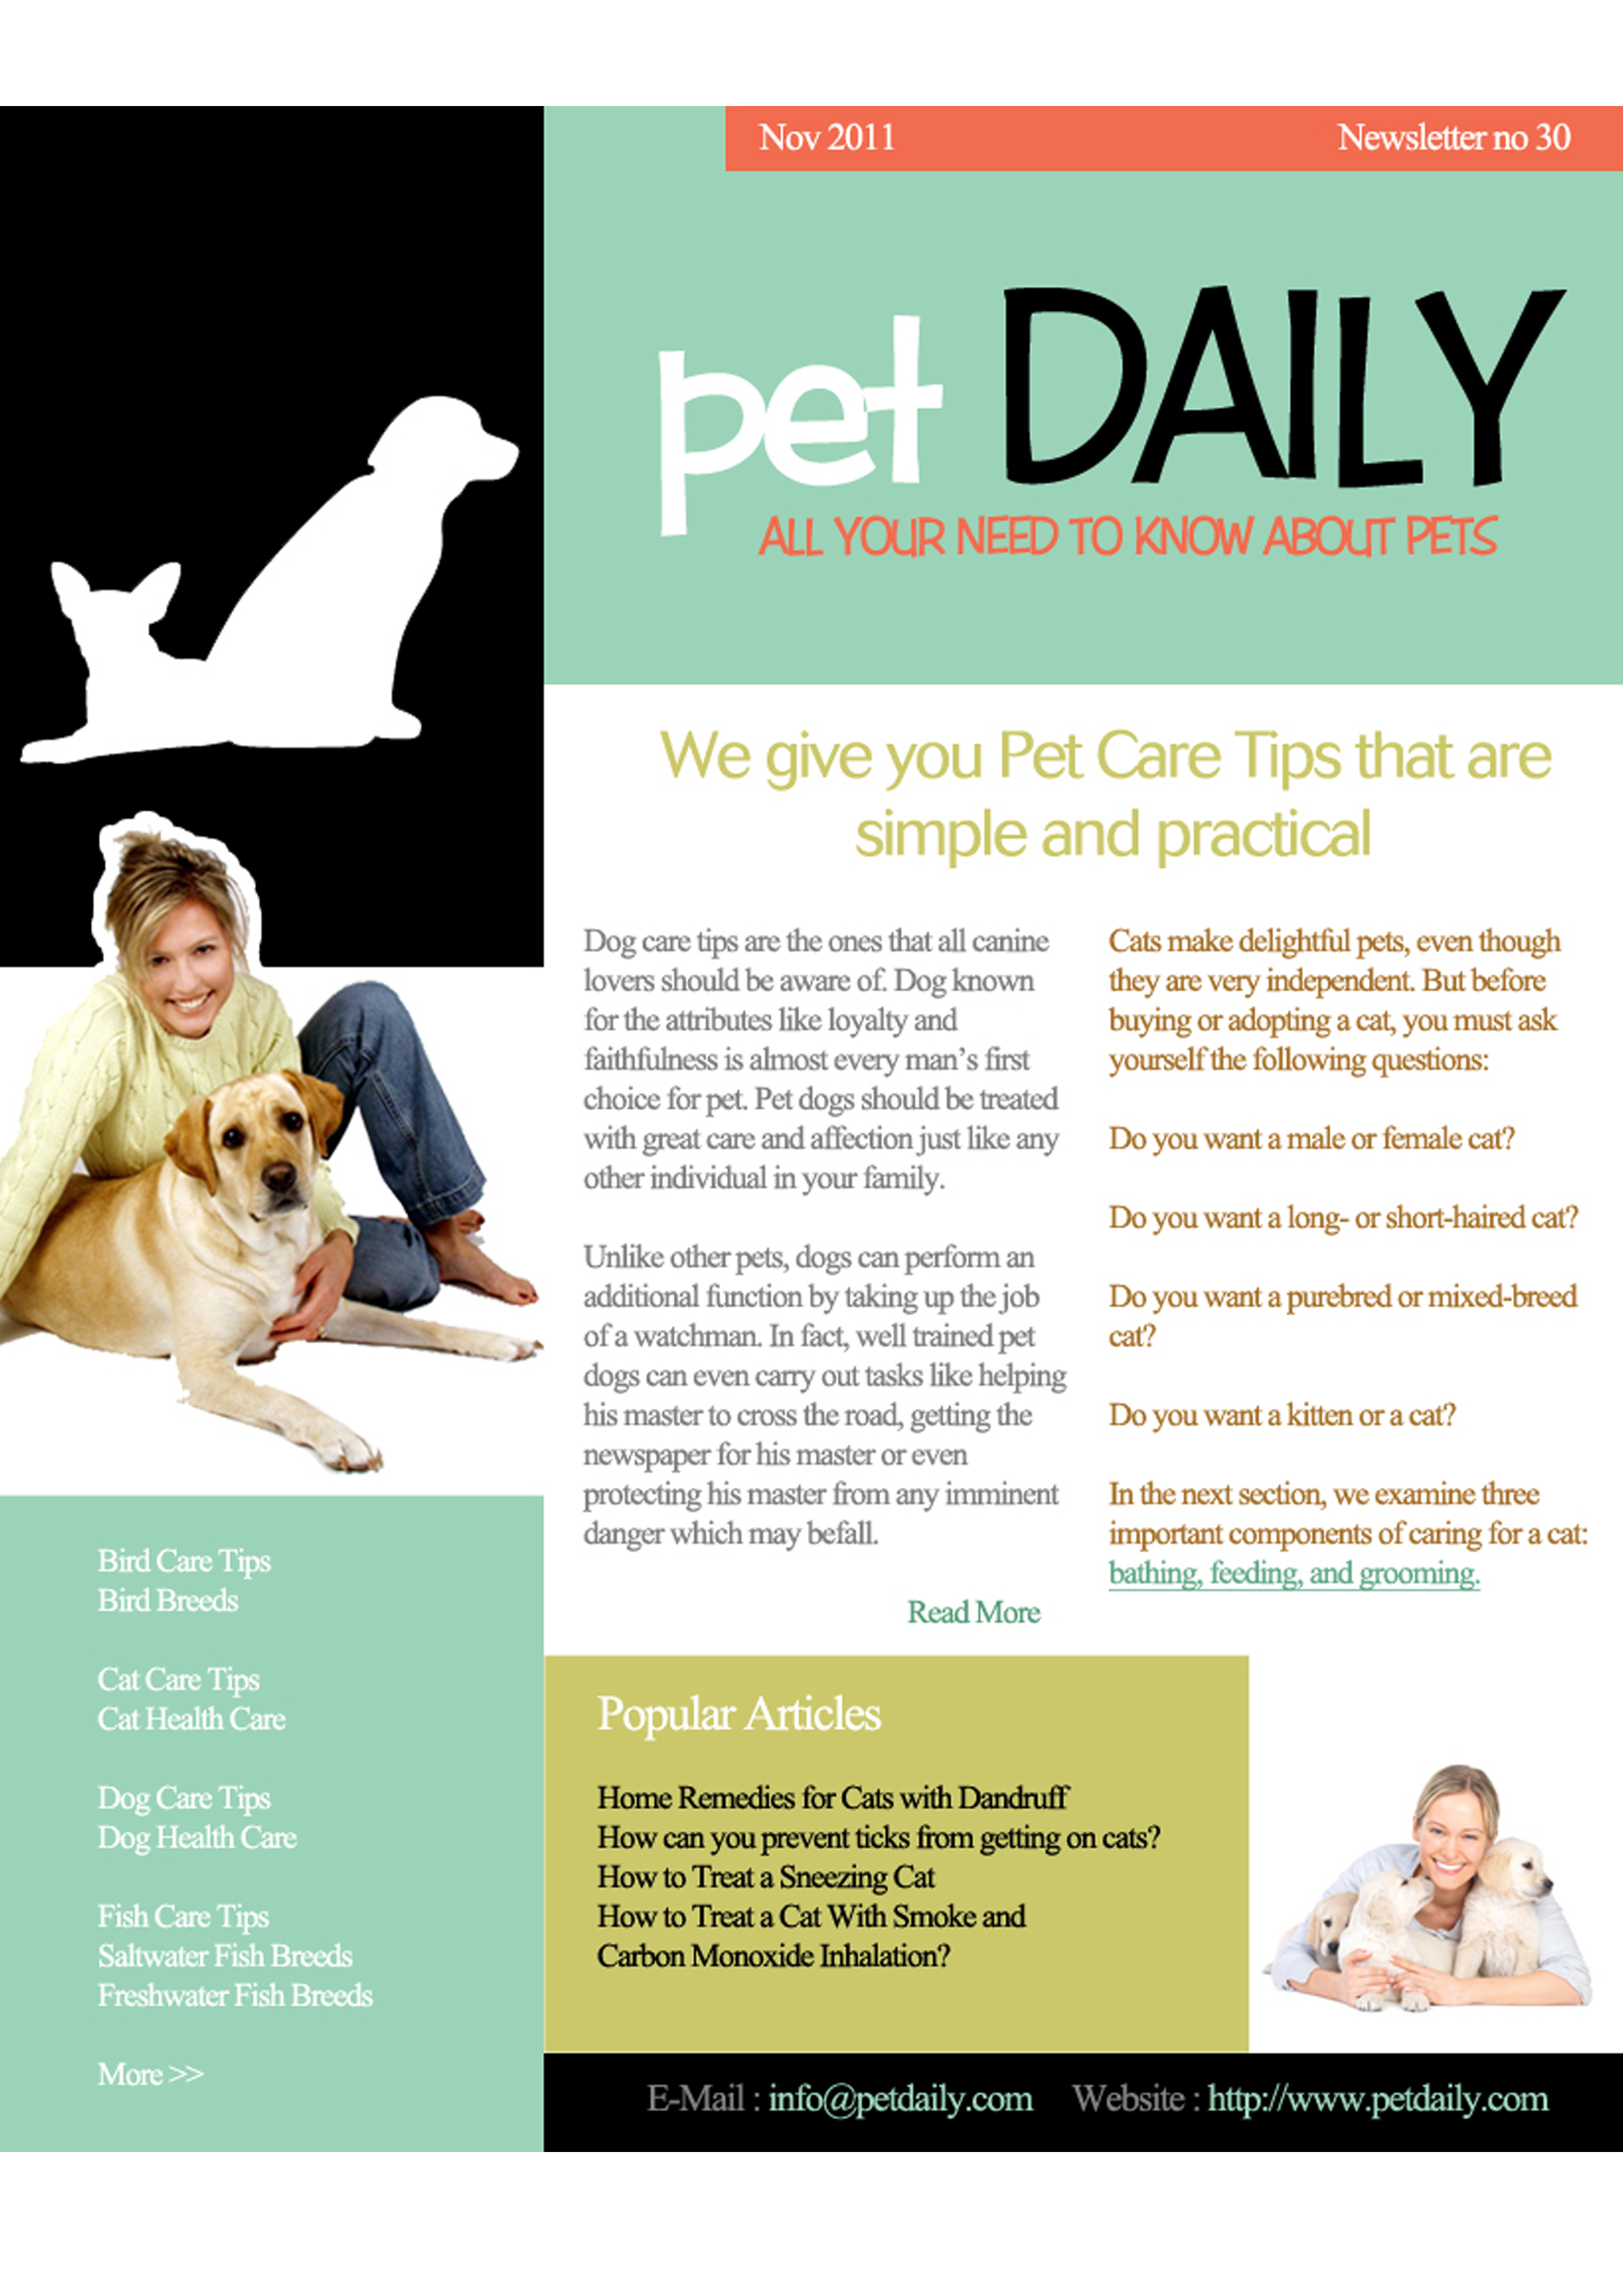 Nov 2011
Newsletter no 30
pet DAILY
ALL YOUR NEED TO KNOW ABOUT PETS
We give you Pet Care Tips that are
simple and practical
Dog care tips are the ones that all canine
lovers should be aware of. Dog known
for the attributes like loyalty and
faithfulness is almost every man’s first
choice for pet. Pet dogs should be treated
with great care and affection just like any
other individual in your family.
Unlike other pets, dogs can perform an
additional function by taking up the job
of a watchman. In fact, well trained pet
dogs can even carry out tasks like helping
his master to cross the road, getting the
newspaper for his master or even
protecting his master from any imminent
danger which may befall.
Read More
Cats make delightful pets, even though
they are very independent. But before
buying or adopting a cat, you must ask
yourself the following questions:
Do you want a male or female cat?
Do you want a long- or short-haired cat?
Do you want a purebred or mixed-breed
cat?
Do you want a kitten or a cat?
In the next section, we examine three
important components of caring for a cat:
bathing, feeding, and grooming.
Bird Care Tips
Bird Breeds
Cat Care Tips
Cat Health Care
Dog Care Tips
Dog Health Care
Fish Care Tips
Saltwater Fish Breeds
Freshwater Fish Breeds
More >>
Popular Articles
Home Remedies for Cats with Dandruff
How can you prevent ticks from getting on cats?
How to Treat a Sneezing Cat
How to Treat a Cat With Smoke and
Carbon Monoxide Inhalation?
E-Mail : info@petdaily.com
Website : http://www.petdaily.com